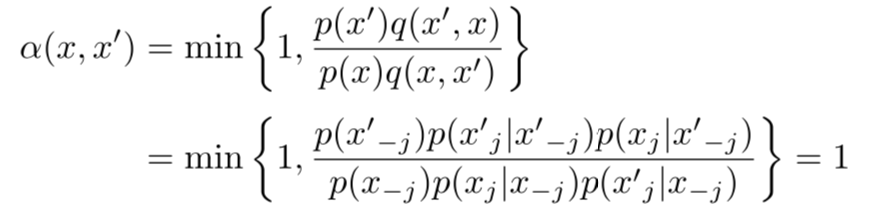 α(x, x′) = min { 1, p(x′)q(x′, x) / p(x)q(x, x′) }
= min { 1, p(x′₋ⱼ)p(x′ⱼ|x′₋ⱼ)p(xⱼ|x′₋ⱼ) / p(x₋ⱼ)p(xⱼ|x₋ⱼ)p(x′ⱼ|x₋ⱼ) } = 1